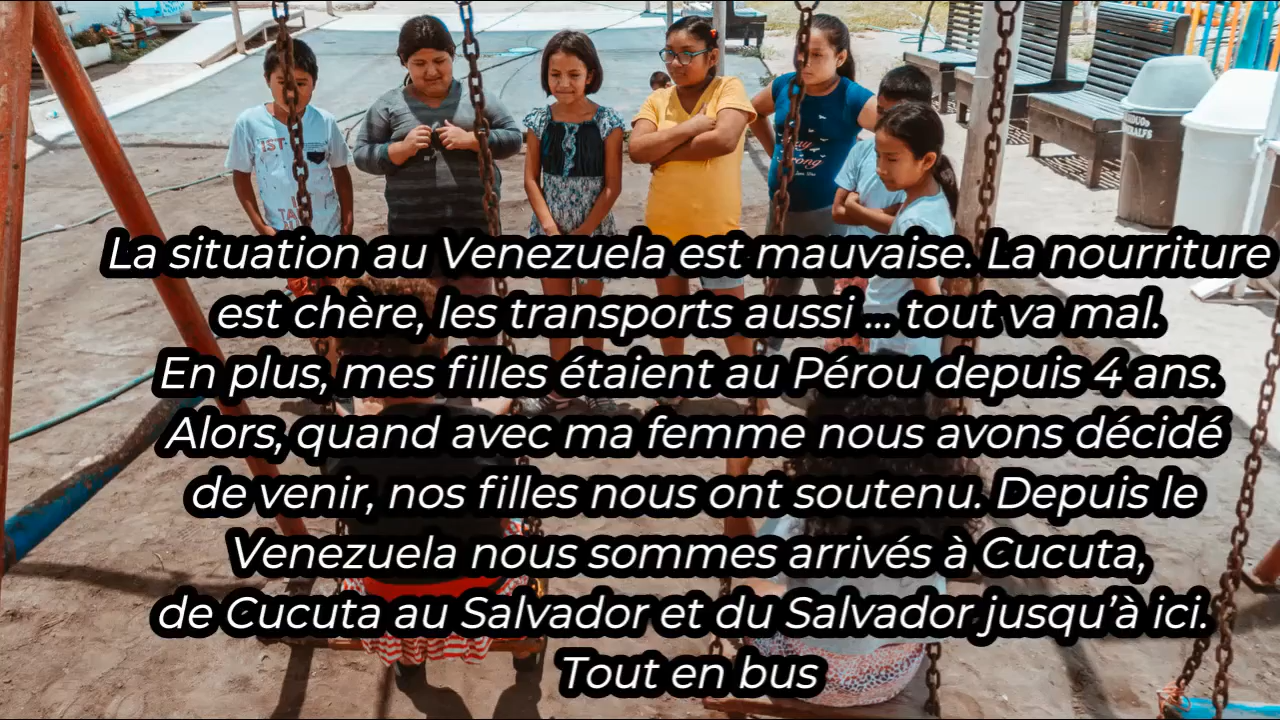 La situation au Venezuela est mauvaise. La nourriture
est chère, les transports aussi ... tout va mal.
En plus, mes filles étaient au Pérou depuis 4 ans.
Alors, quand avec ma femme nous avons décidé
de venir, nos filles nous ont soutenu. Depuis le
Venezuela nous sommes arrivés à Cucuta,
de Cucuta au Salvador et du Salvador jusqu’à ici.
Tout en bus